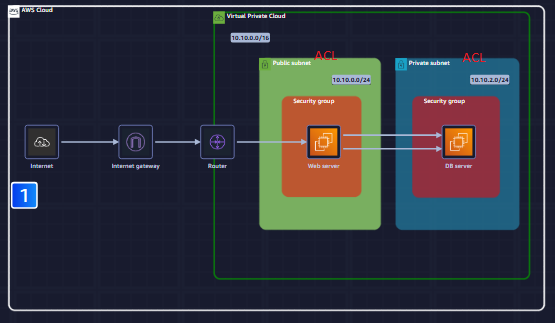 aws
AWS Cloud
Virtual Private Cloud
10.10.0.0/16
ACL
ACL
Public subnet
Private subnet
10.10.0.0/24
10.10.2.0/24
Security group
Security group
Internet
Internet gateway
Router
Web server
DB server
1